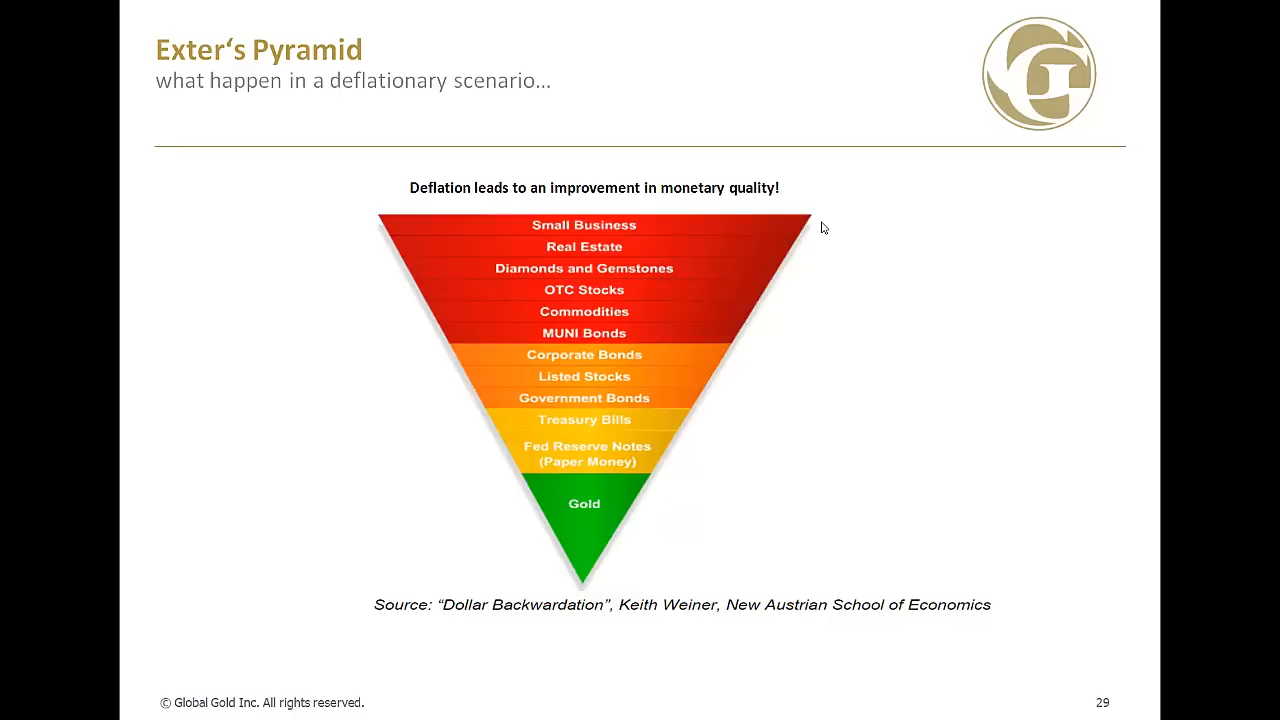 Exter‘s Pyramid
what happen in a deflationary scenario...
Deflation leads to an improvement in monetary quality!
Small Business
Real Estate
Diamonds and Gemstones
OTC Stocks
Commodities
MUNI Bonds
Corporate Bonds
Listed Stocks
Government Bonds
Treasury Bills
Fed Reserve Notes
(Paper Money)
Gold
Source: “Dollar Backwardation”, Keith Weiner, New Austrian School of Economics
© Global Gold Inc. All rights reserved.
29